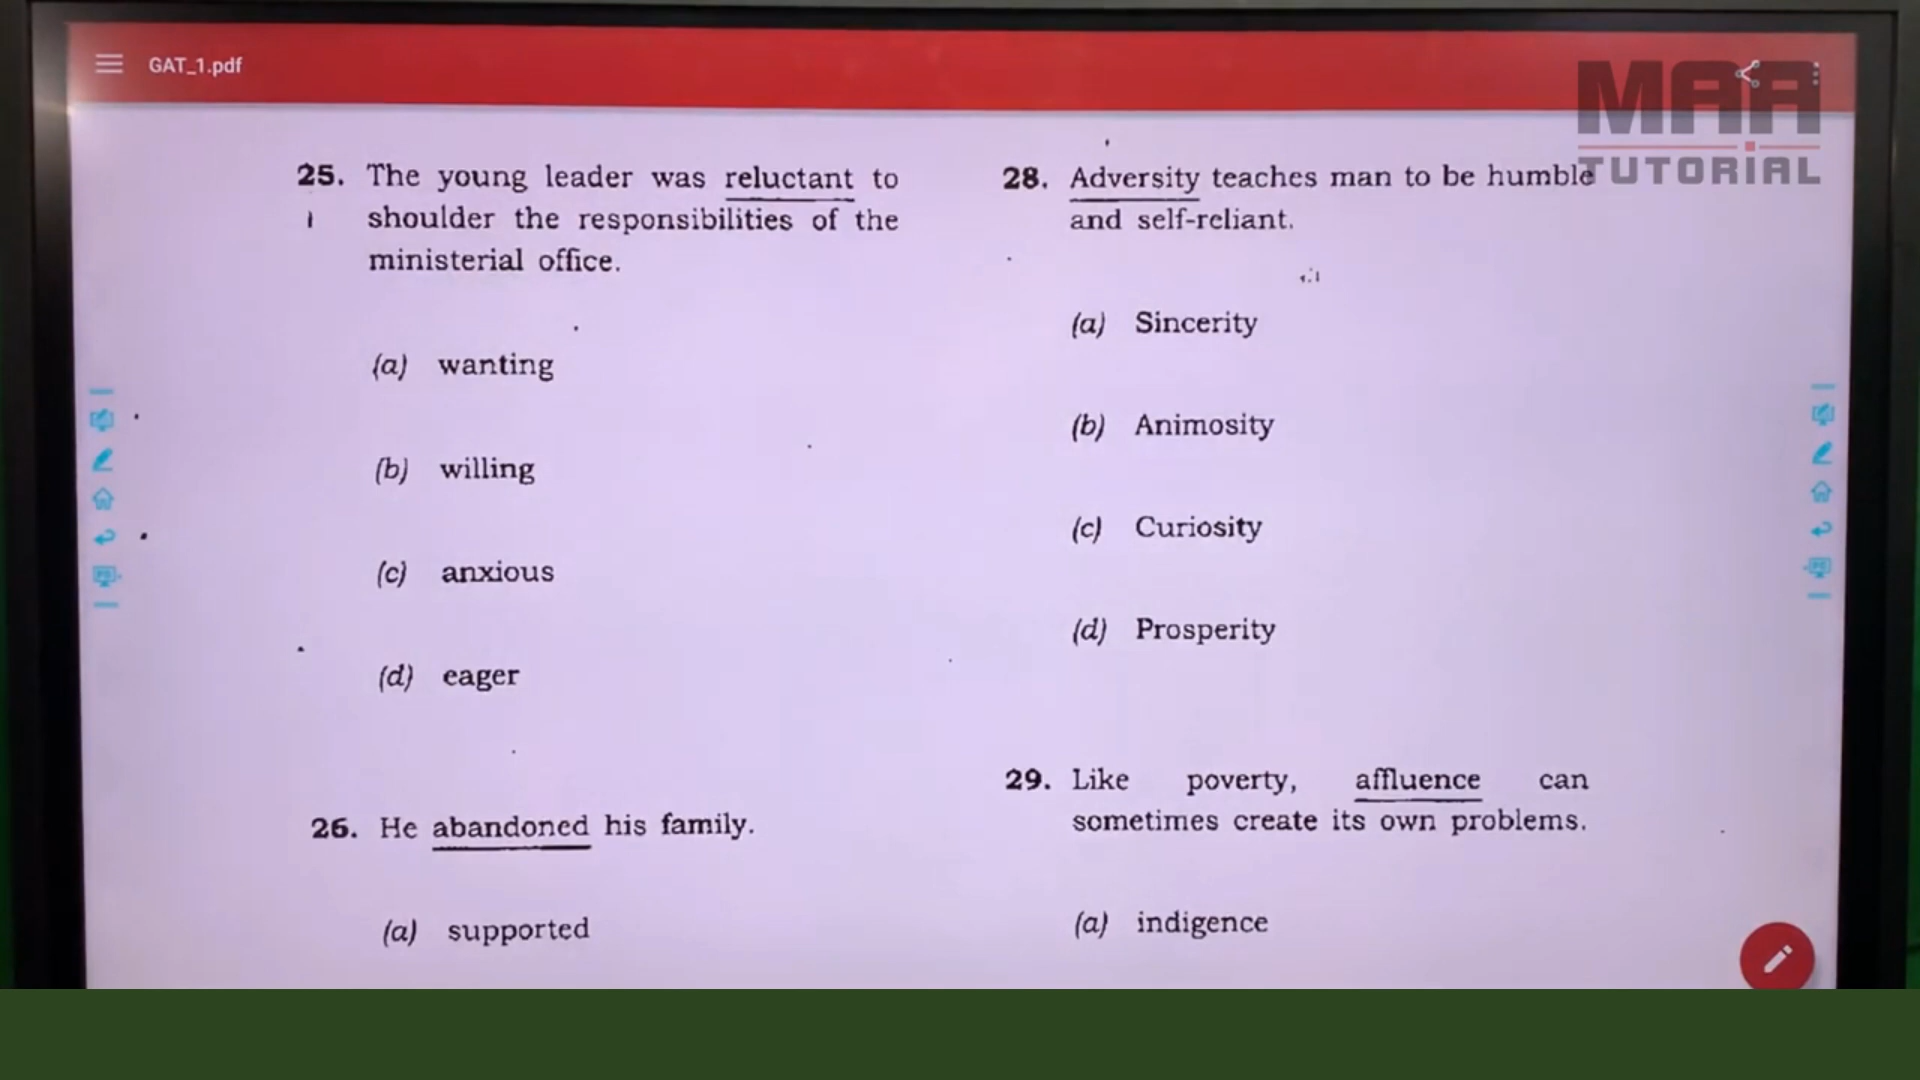 GAT_1.pdf
MAA
TUTORiAL
25. The young leader was reluctant to
shoulder the responsibilities of the
ministerial office.
(a) wanting
(b) willing
(c) anxious
(d) eager
26. He abandoned his family.
(a) supported
28. Adversity teaches man to be humble
and self-reliant.
(a) Sincerity
(b) Animosity
(c) Curiosity
(d) Prosperity
29. Like poverty, affluence can
sometimes create its own problems.
(a) indigence